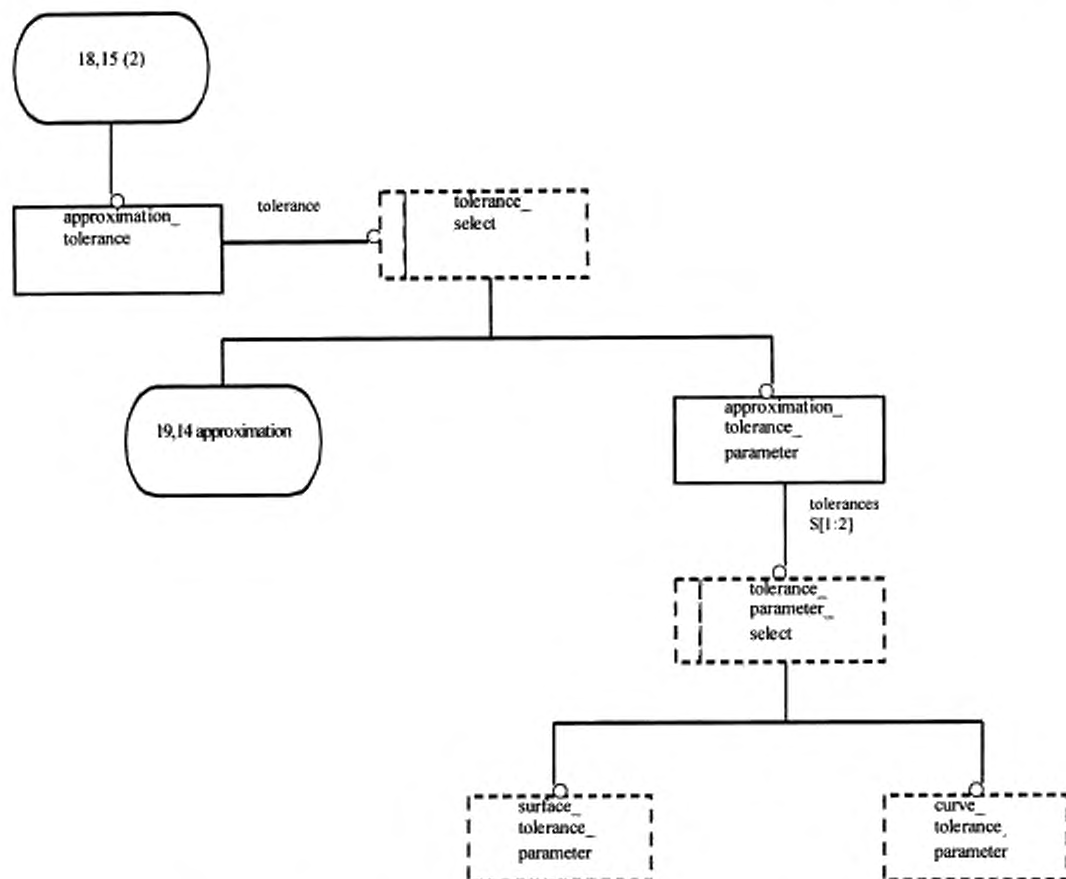 18,15 (2)
approximation_
tolerance
tolerance
tolerance_
select
19,14 approximation
approximation_
tolerance_
parameter
tolerances
S[1:2]
tolerance_
parameter_
select
surface_
tolerance_
parameter
curve_
tolerance_
parameter